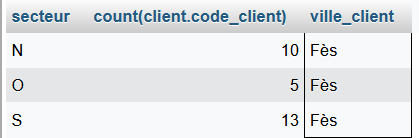 secteur count(client.code_client) ville_client
N 10 Fès
O 5 Fès
S 13 Fès